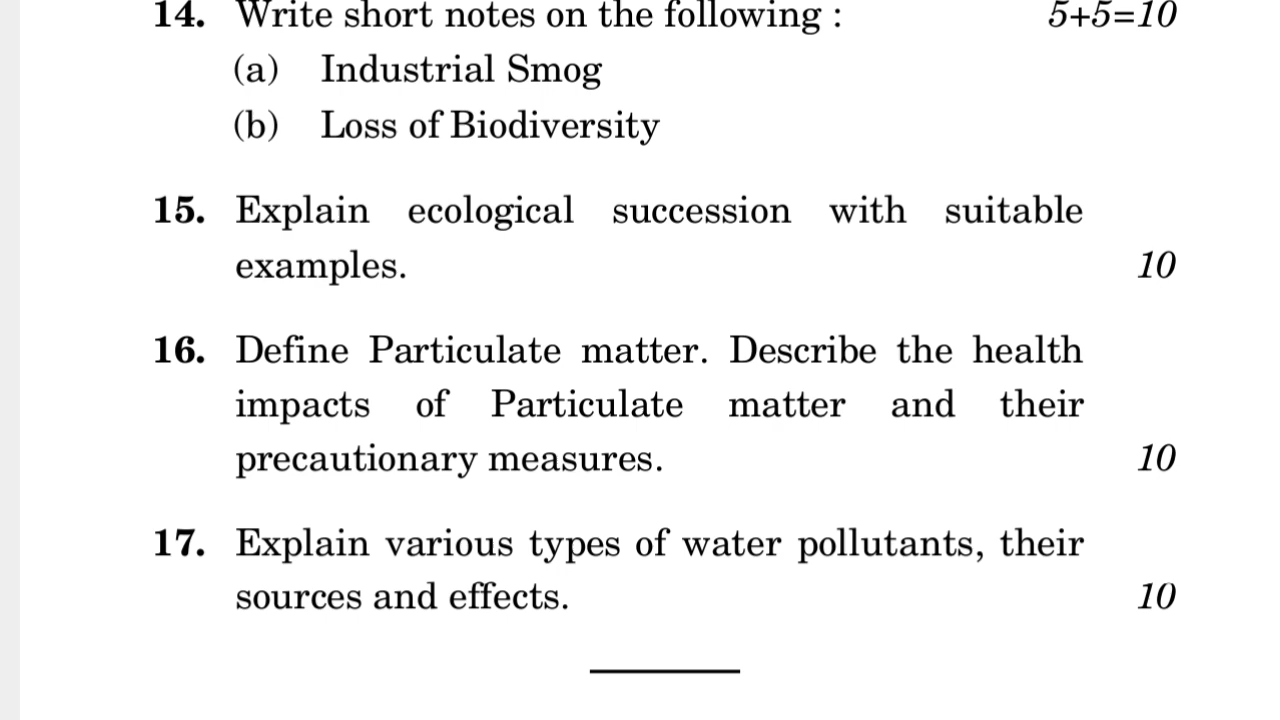 14. Write short notes on the following : 5+5=10
(a) Industrial Smog
(b) Loss of Biodiversity
15. Explain ecological succession with suitable
examples. 10
16. Define Particulate matter. Describe the health
impacts of Particulate matter and their
precautionary measures. 10
17. Explain various types of water pollutants, their
sources and effects. 10